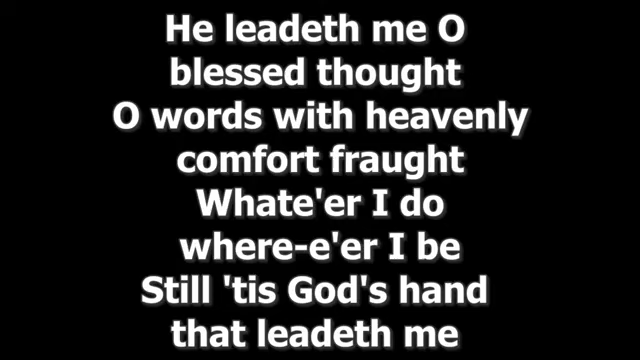 He leadeth me O
blessed thought
O words with heavenly
comfort fraught
Whate'er I do
where-e'er I be
Still 'tis God's hand
that leadeth me